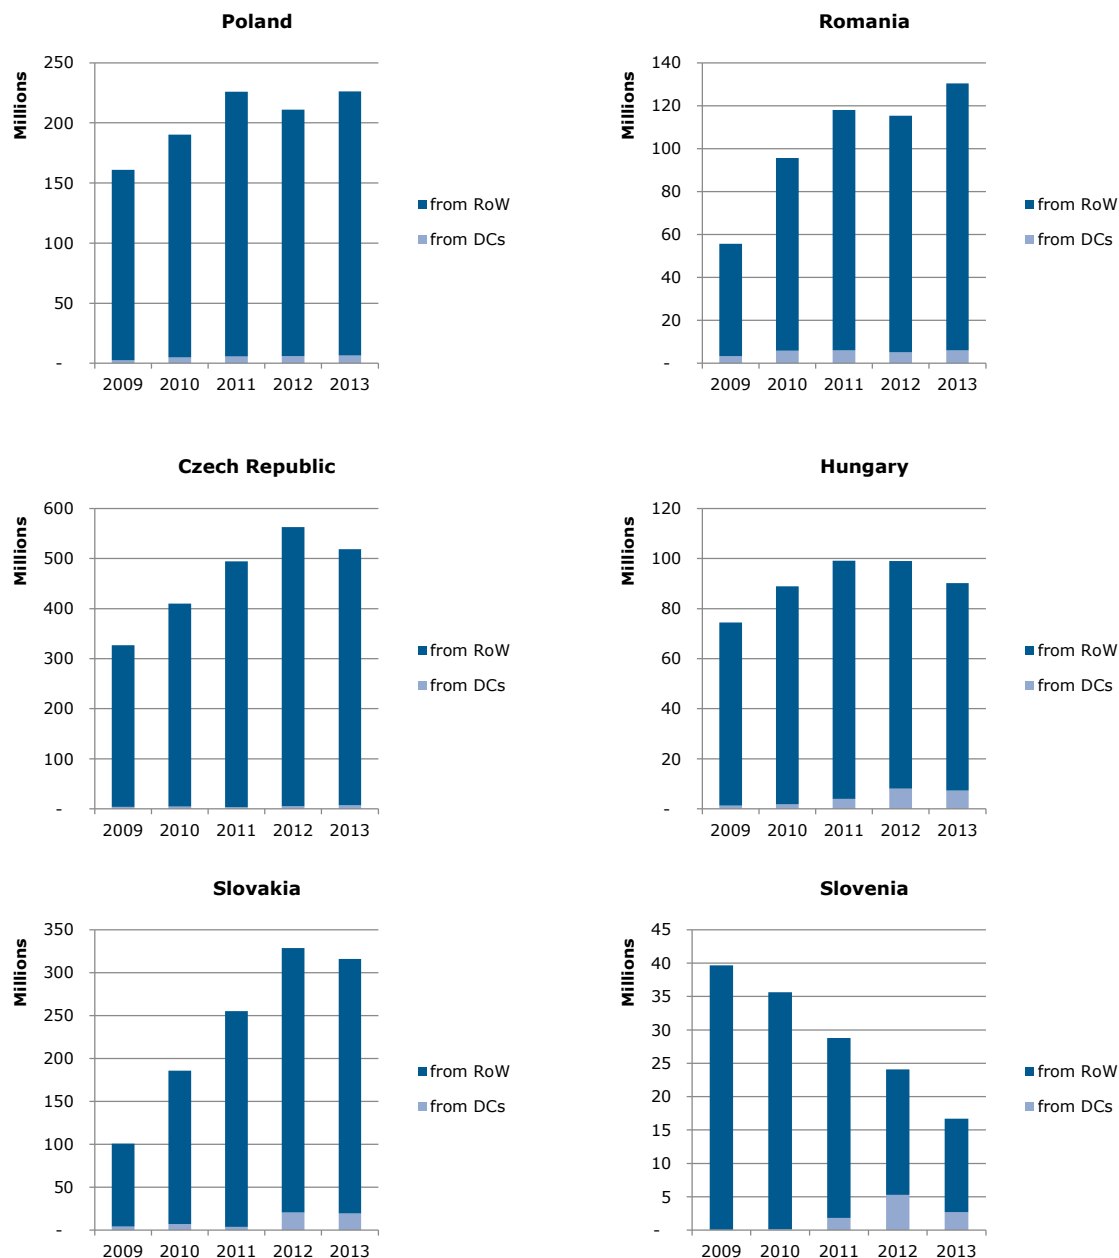 Poland
Millions
250
200
150
100
50
-
2009 2010 2011 2012 2013
from RoW
from DCs
Romania
Millions
140
120
100
80
60
40
20
-
2009 2010 2011 2012 2013
from RoW
from DCs
Czech Republic
Millions
600
500
400
300
200
100
-
2009 2010 2011 2012 2013
from RoW
from DCs
Hungary
Millions
120
100
80
60
40
20
-
2009 2010 2011 2012 2013
from RoW
from DCs
Slovakia
Millions
350
300
250
200
150
100
50
-
2009 2010 2011 2012 2013
from RoW
from DCs
Slovenia
Millions
45
40
35
30
25
20
15
10
5
-
2009 2010 2011 2012 2013
from RoW
from DCs